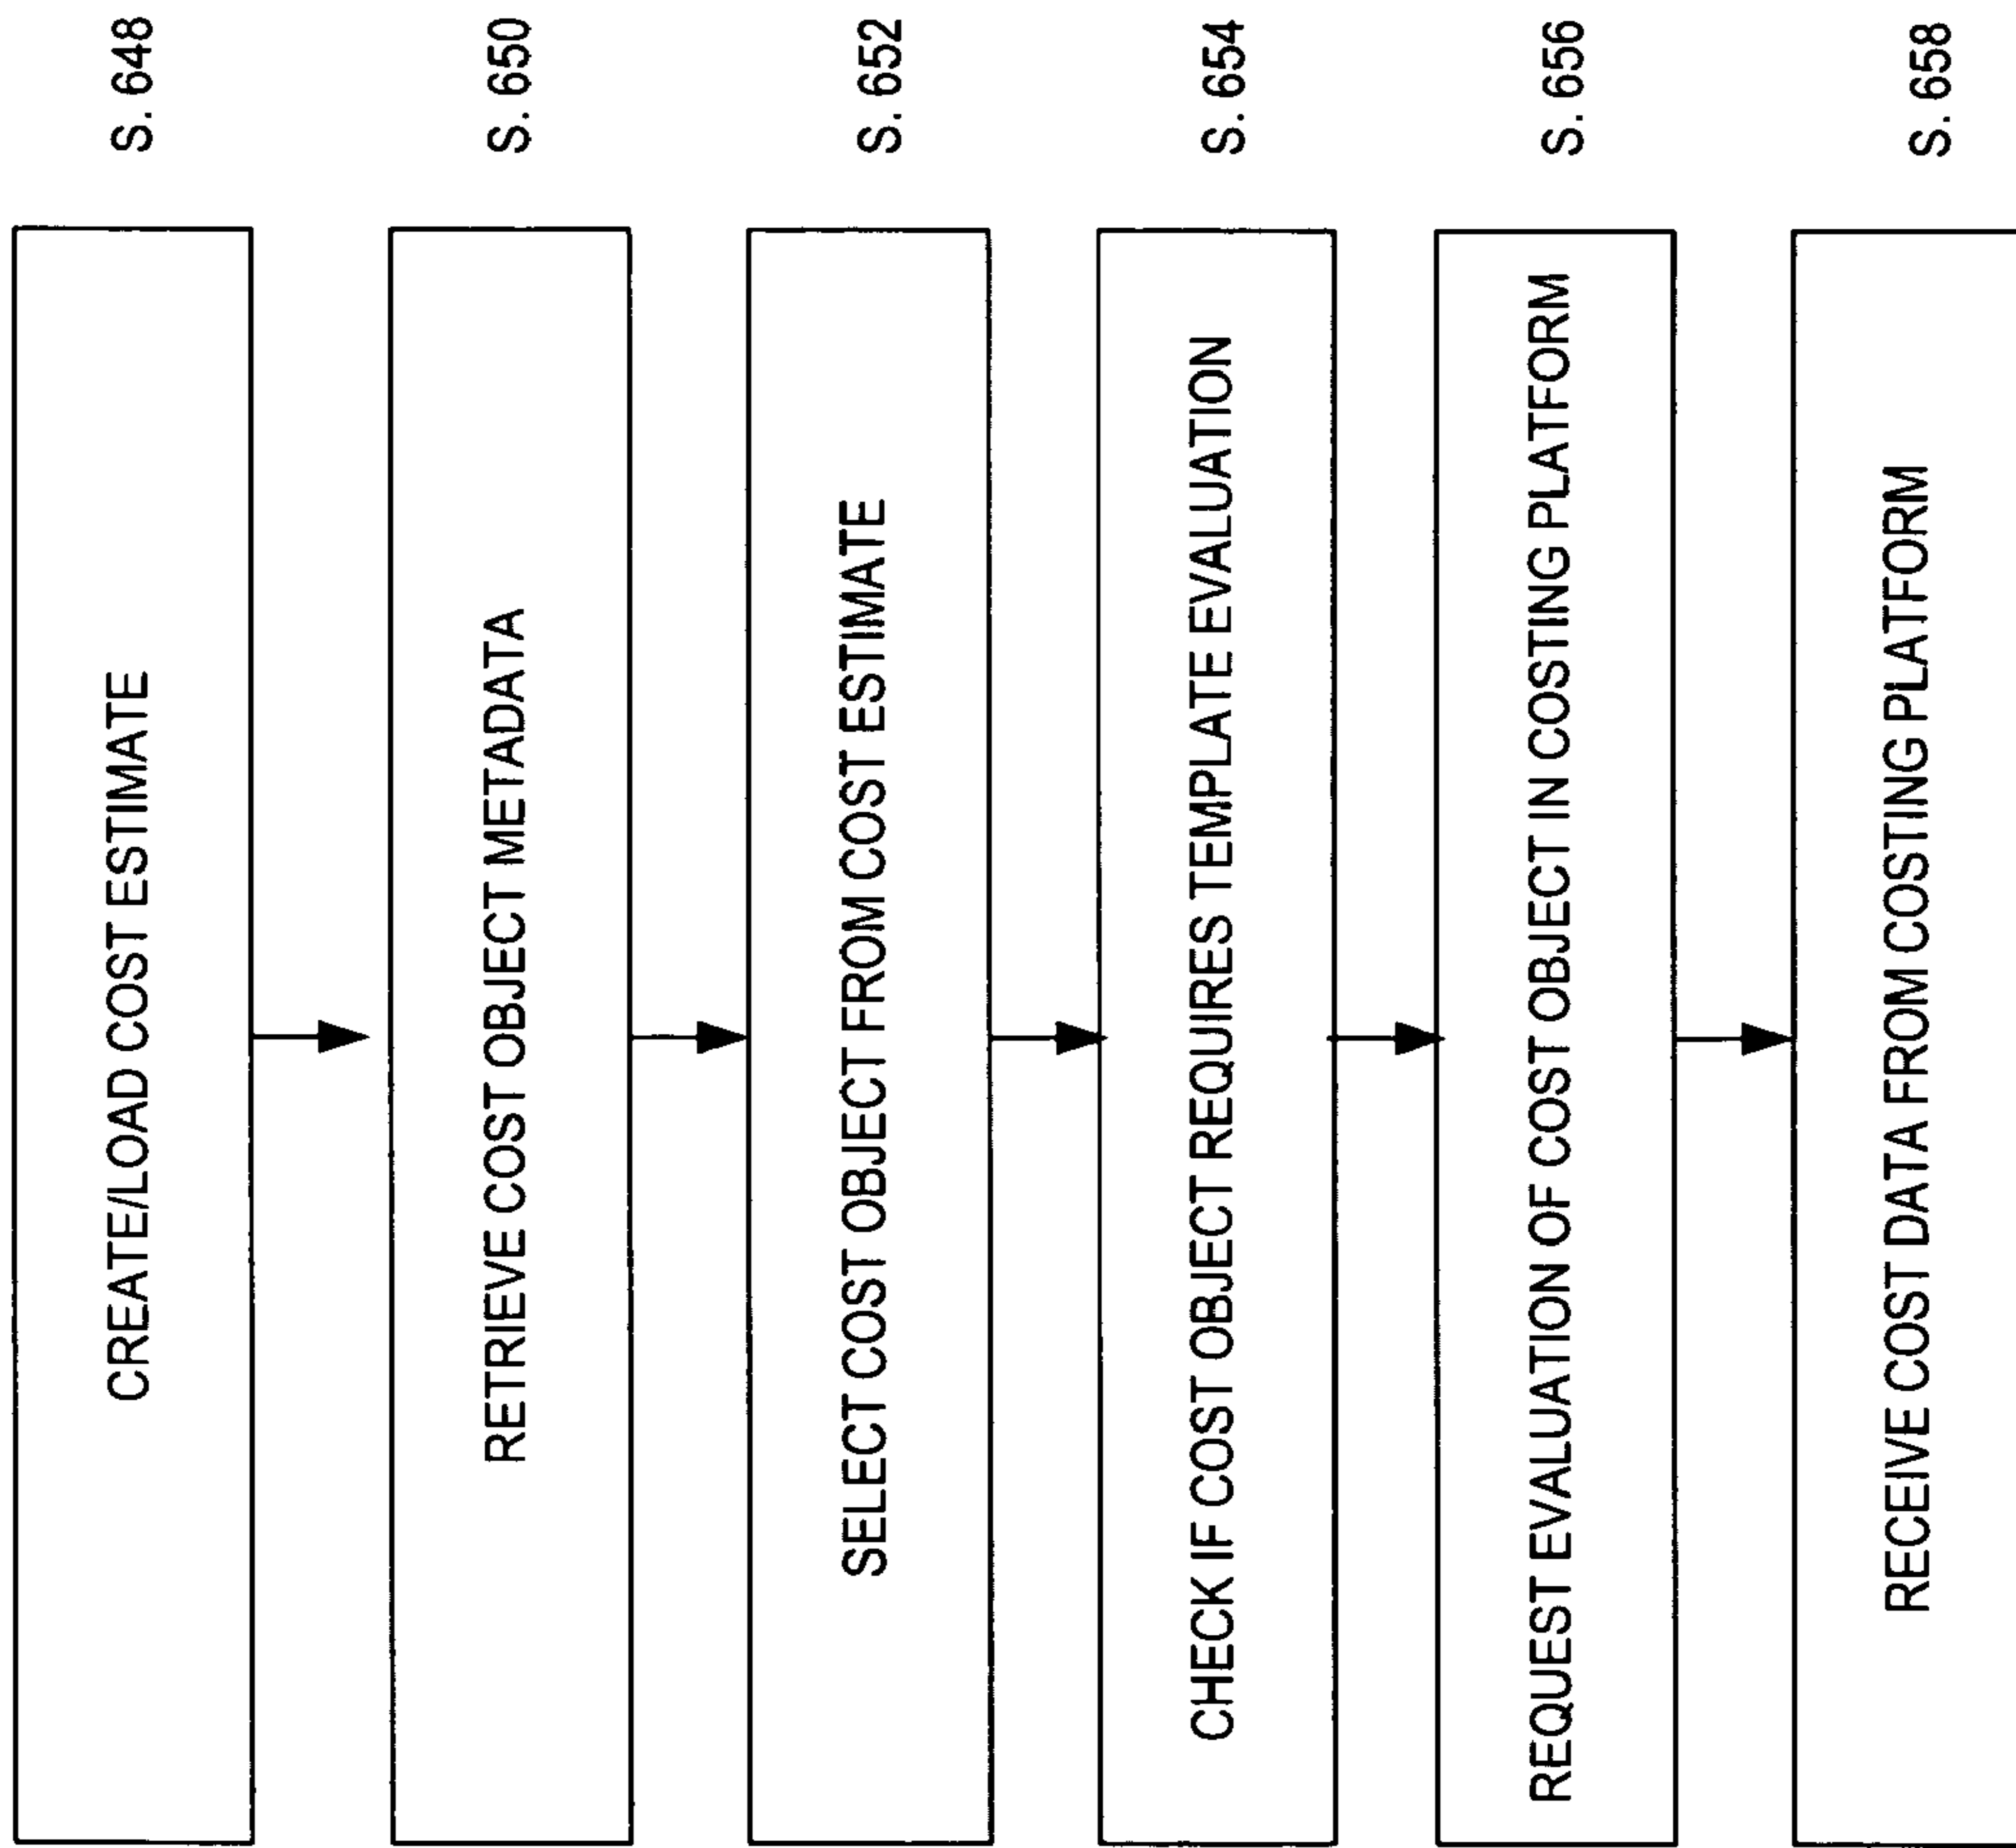 CREATE/LOAD COST ESTIMATE
S. 648
RETRIEVE COST OBJECT METADATA
S. 650
SELECT COST OBJECT FROM COST ESTIMATE
S. 652
CHECK IF COST OBJECT REQUIRES TEMPLATE EVALUATION
S. 654
REQUEST EVALUATION OF COST OBJECT IN COSTING PLATFORM
S. 656
RECEIVE COST DATA FROM COSTING PLATFORM
S. 658